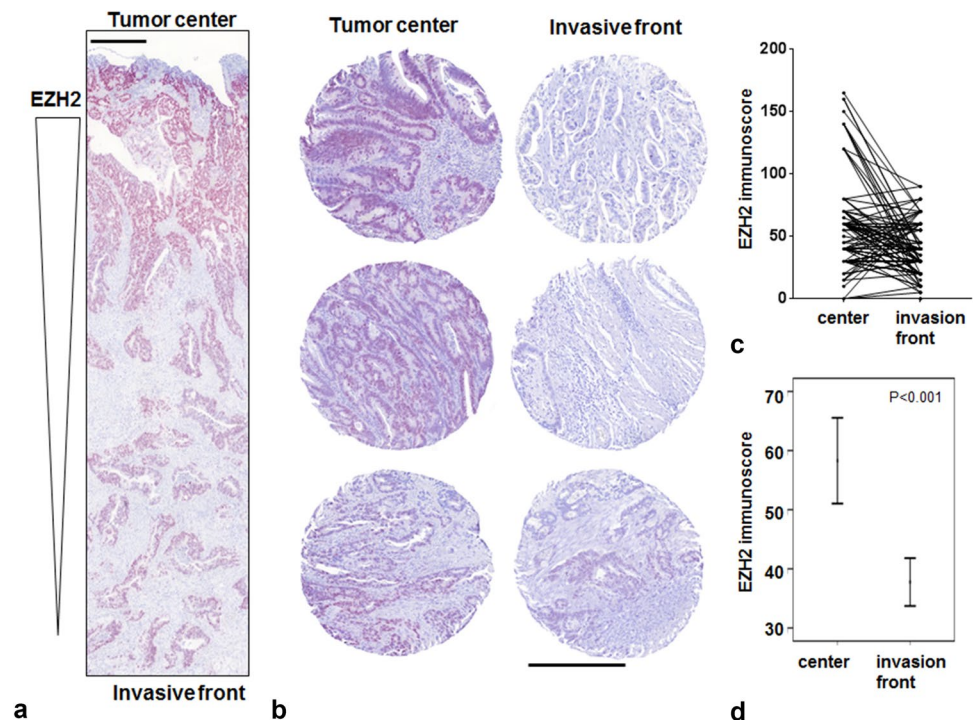 Tumor center
EZH2
Invasive front
a
Tumor center
Invasive front
b
200
150
100
50
0
EZH2 immunoscore
center
invasion
front
c
P<0.001
70
60
50
40
30
EZH2 immunoscore
center
invasion
front
d